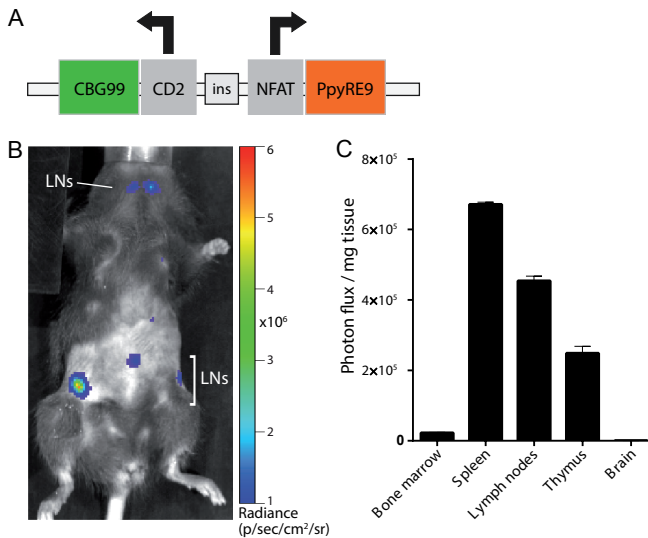 A
CBG99
CD2
ins
NFAT
PpyRE9
B
LNs
LNs
6
5
4
x10⁶
3
2
1
Radiance
(p/sec/cm²/sr)
C
Photon flux / mg tissue
8×10⁵
6×10⁵
4×10⁵
2×10⁵
0
Bone marrow
Spleen
Lymph nodes
Thymus
Brain